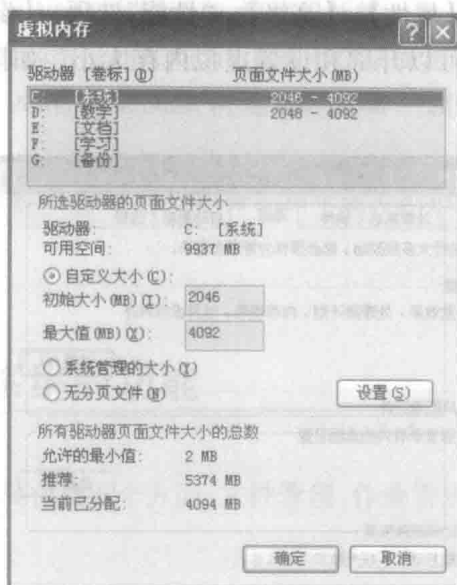 虚拟内存
驱动器 [卷标](D) 页面文件大小(MB)
C: [系统] 2046 - 4092
D: [教学] 2048 - 4092
E: [文档]
F: [学习]
G: [备份]
所选驱动器的页面文件大小
驱动器: C: [系统]
可用空间: 9937 MB
自定义大小(C):
初始大小(MB)(I): 2046
最大值(MB)(X): 4092
系统管理的大小(Y)
无分页文件(N)
设置(S)
所有驱动器页面文件大小的总数
允许的最小值: 2 MB
推荐: 5374 MB
当前已分配: 4094 MB
确定 取消